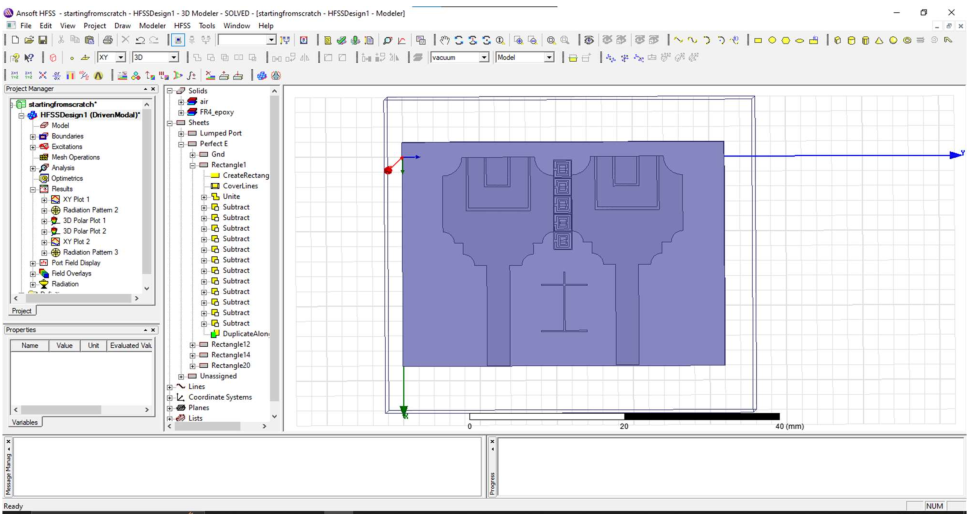 Ansoft HFSS - startingfromscratch - HFSSDesign1 - 3D Modeler - SOLVED - [startingfromscratch - HFSSDesign1 - Modeler]
File Edit View Project Draw Modeler HFSS Tools Window Help
XY 3D vacuum Model
Project Manager
startingfromscratch*
HFSSDesign1 (DrivenModal)*
Model
Boundaries
Excitations
Mesh Operations
Analysis
Optimetrics
Results
XY Plot 1
Radiation Pattern 2
3D Polar Plot 1
3D Polar Plot 2
XY Plot 2
Radiation Pattern 3
Port Field Display
Field Overlays
Radiation
Project
Properties
Name Value Unit Evaluated Valu
Variables
Solids
air
FR4_epoxy
Sheets
Lumped Port
Perfect E
Gnd
Rectangle1
CreateRectang
CoverLines
Unite
Subtract
Subtract
Subtract
Subtract
Subtract
Subtract
Subtract
Subtract
Subtract
Subtract
Subtract
Subtract
DuplicateAlon
Rectangle12
Rectangle14
Rectangle20
Unassigned
Lines
Coordinate Systems
Planes
Lists
Y
X
0 20 40 (mm)
Message Manag
Progress
Ready
NUM